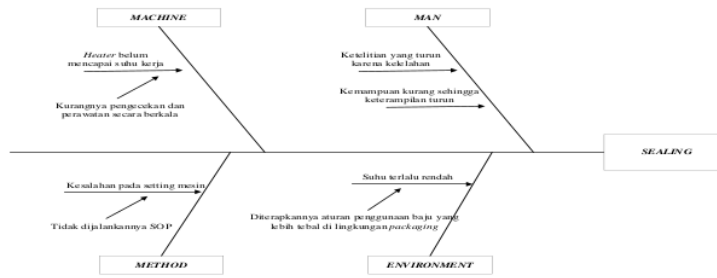 MACHINE
MAN
Heater belum
mencapai suhu kerja
Kurangnya pengecekan dan
perawatan secara berkala
Ketelitian yang turun
karena kelelahan
Kemampuan kurang sehingga
keterampilan turun
SEALING
Kesalahan pada setting mesin
Tidak dijalankannya SOP
Suhu terlalu rendah
Diterapkannya aturan penggunaan baju yang
lebih tebal di lingkungan packaging
METHOD
ENVIRONMENT